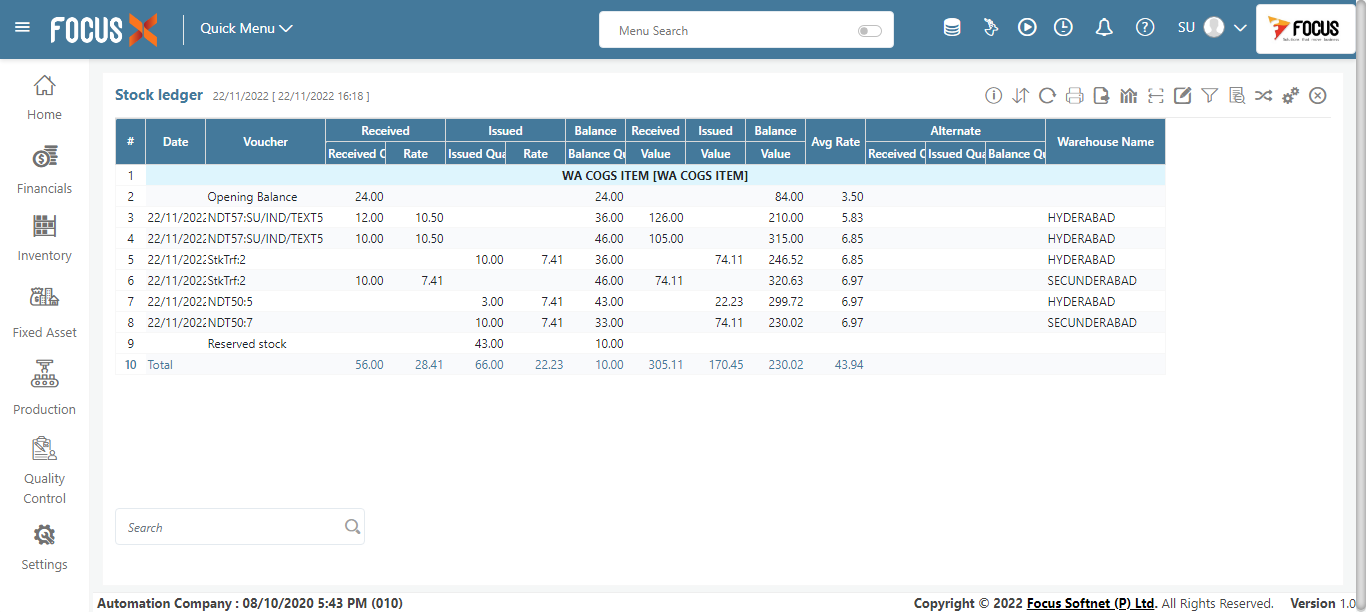 FOCUS X
Quick Menu
Menu Search
SU
FOCUS
Home
Financials
Inventory
Fixed Asset
Production
Quality
Control
Settings
Stock ledger 22/11/2022 [ 22/11/2022 16:18 ]
# Date Voucher Received Issued Balance Received Issued Balance Avg Rate Alternate Warehouse Name
Received Q Rate Issued Qua Rate Balance Qu Value Value Value Received Q Issued Qua Balance Qu
1 WA COGS ITEM [WA COGS ITEM]
2 Opening Balance 24.00 24.00 84.00 3.50
3 22/11/2022 NDT57:SU/IND/TEXT5 12.00 10.50 36.00 126.00 210.00 5.83 HYDERABAD
4 22/11/2022 NDT57:SU/IND/TEXT5 10.00 10.50 46.00 105.00 315.00 6.85 HYDERABAD
5 22/11/2022 StkTrf:2 10.00 7.41 36.00 74.11 246.52 6.85 HYDERABAD
6 22/11/2022 StkTrf:2 10.00 7.41 46.00 74.11 320.63 6.97 SECUNDERABAD
7 22/11/2022 NDT50:5 3.00 7.41 43.00 22.23 299.72 6.97 HYDERABAD
8 22/11/2022 NDT50:7 10.00 7.41 33.00 74.11 230.02 6.97 SECUNDERABAD
9 Reserved stock 43.00 10.00
10 Total 56.00 28.41 66.00 22.23 10.00 305.11 170.45 230.02 43.94
Search
Automation Company : 08/10/2020 5:43 PM (010)
Copyright © 2022 Focus Softnet (P) Ltd. All Rights Reserved. Version 1.0